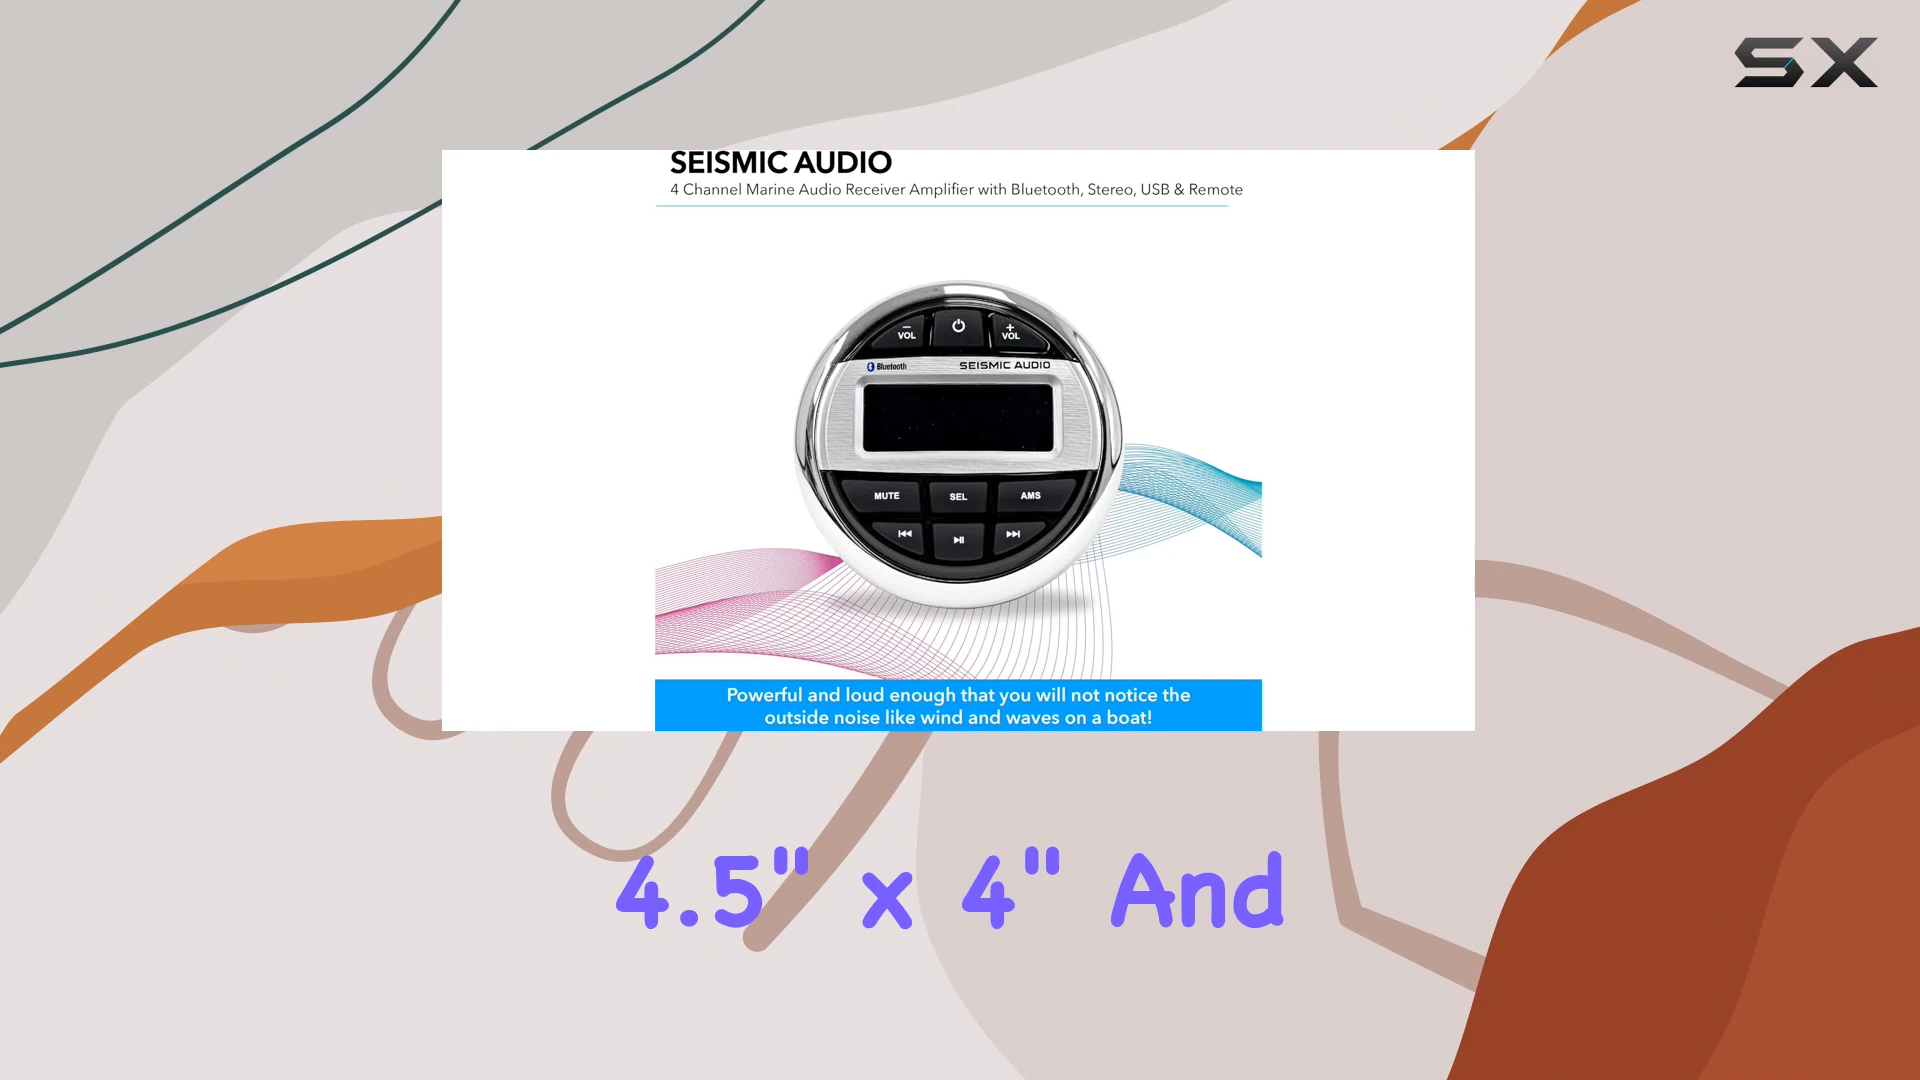 SX
SEISMIC AUDIO
4 Channel Marine Audio Receiver Amplifier with Bluetooth, Stereo, USB & Remote
− VOL
+ VOL
Bluetooth
SEISMIC AUDIO
MUTE
SEL
AMS
Powerful and loud enough that you will not notice the
outside noise like wind and waves on a boat!
4.5" x 4" And